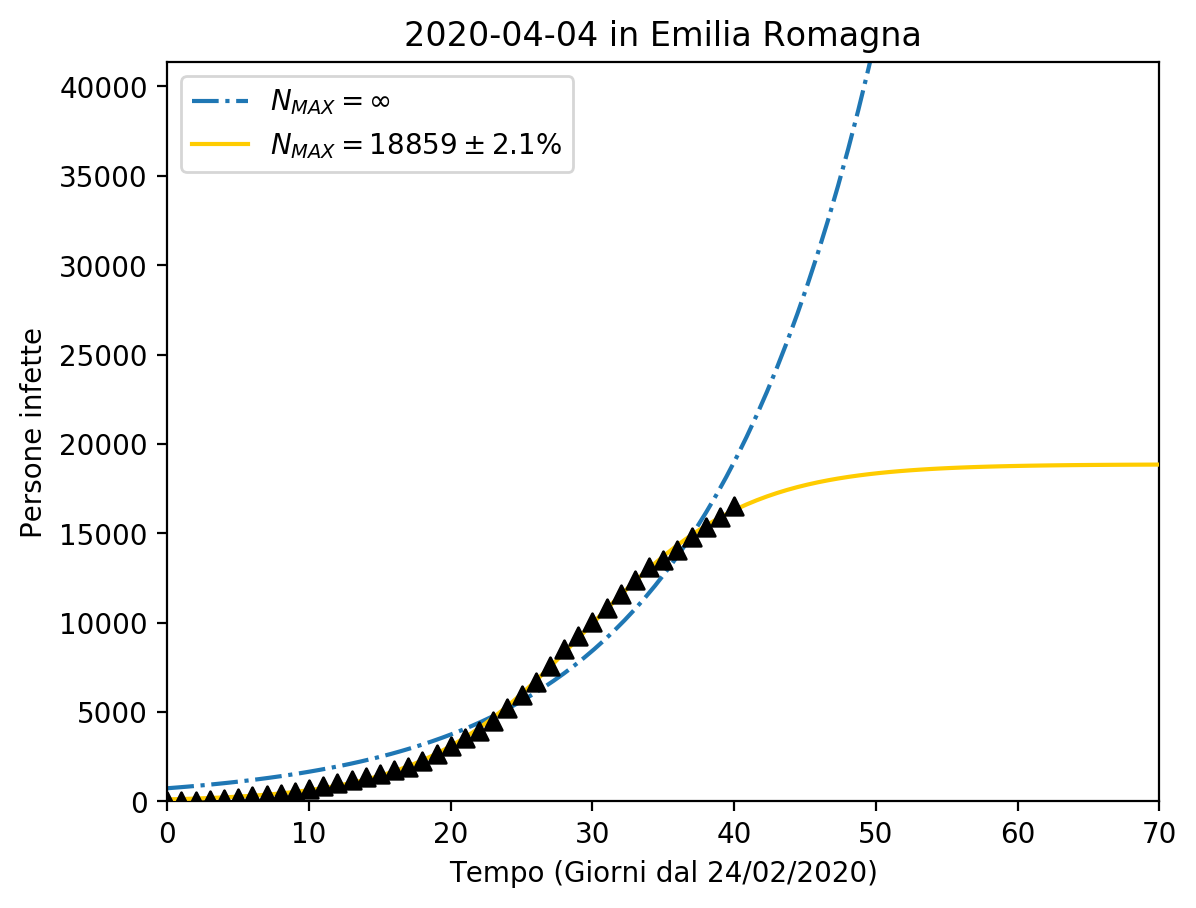 2020-04-04 in Emilia Romagna
N_MAX = ∞
N_MAX = 18859 ± 2.1%
40000
35000
30000
25000
20000
15000
10000
5000
0
Persone infette
0 10 20 30 40 50 60 70
Tempo (Giorni dal 24/02/2020)